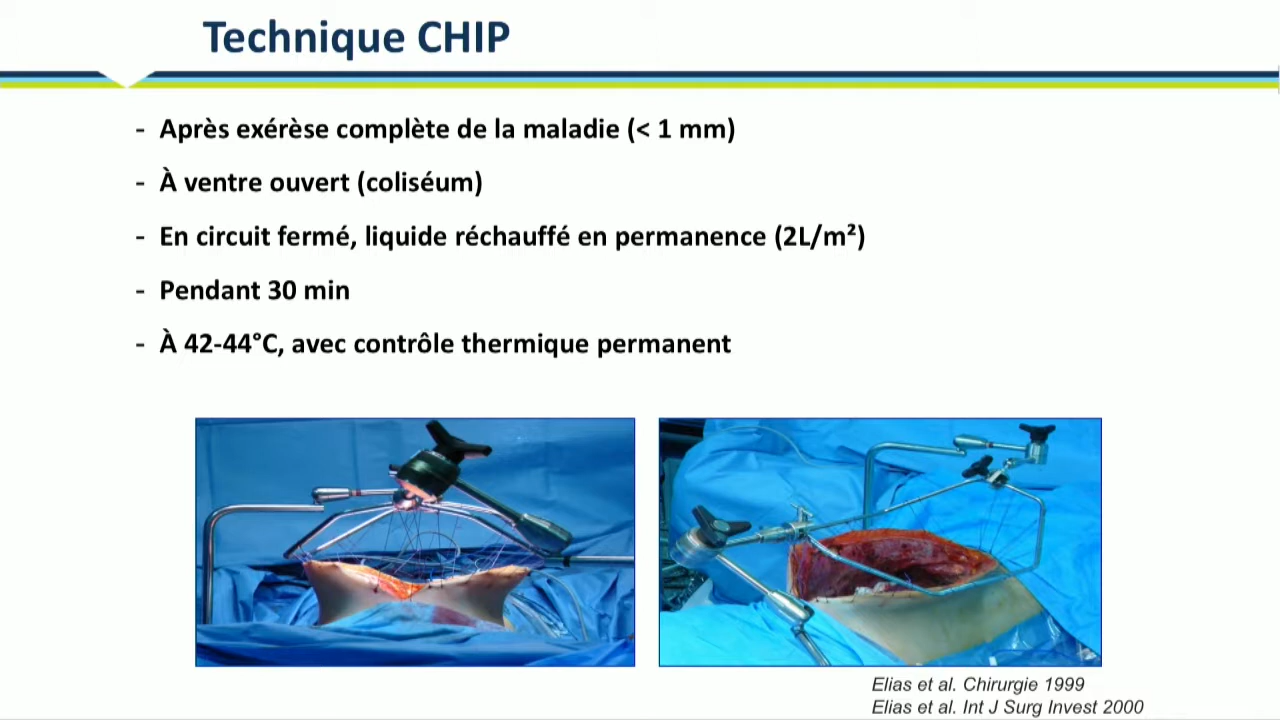 Technique CHIP
- Après exérèse complète de la maladie (< 1 mm)
- À ventre ouvert (coliséum)
- En circuit fermé, liquide réchauffé en permanence (2L/m²)
- Pendant 30 min
- À 42-44°C, avec contrôle thermique permanent
Elias et al. Chirurgie 1999
Elias et al. Int J Surg Invest 2000